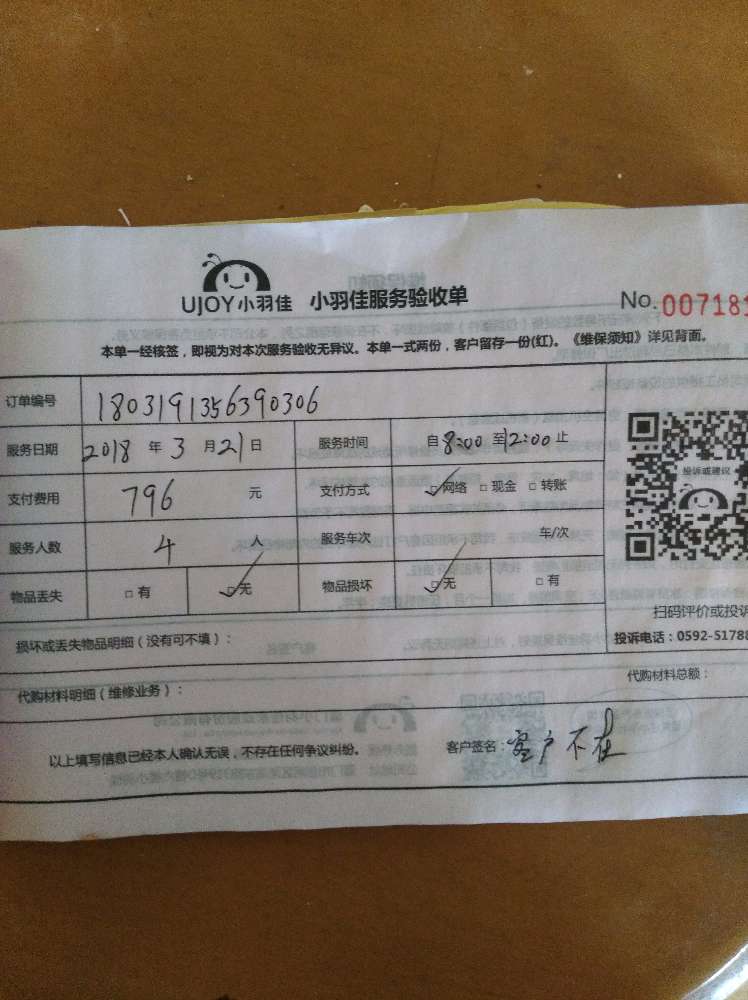 UJOY小羽佳 小羽佳服务验收单 No.007181
本单一经核签,即视为对本次服务验收无异议。本单一式两份,客户留存一份(红)。《维保须知》详见背面。
订单编号 1803191356390306
服务日期 2018 年 3 月 21 日 服务时间 自 8:00 至 12:00 止
支付费用 796 元 支付方式 ☑网络 □现金 □转账
投诉或建议
服务人数 4 人 服务车次 车/次
物品丢失 □有 ☑无 物品损坏 ☑无 □有
扫码评价或投诉
损坏或丢失物品明细(没有可不填): 投诉电话:0592-51788
代购材料明细(维修业务): 代购材料总额:
以上填写信息已经本人确认无误,不存在任何争议纠纷。 客户签名:客户不在